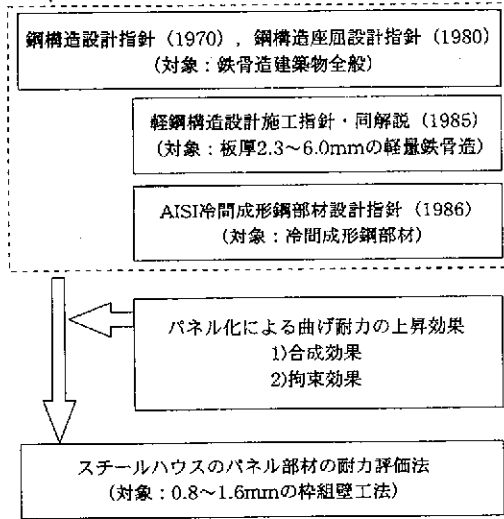 鋼構造設計指針（1970），鋼構造座屈設計指針（1980）
（対象：鉄骨造建築物全般）
軽鋼構造設計施工指針・同解説（1985）
（対象：板厚2.3～6.0mmの軽量鉄骨造）
AISI冷間成形鋼部材設計指針（1986）
（対象：冷間成形鋼部材）
パネル化による曲げ耐力の上昇効果
1)合成効果
2)拘束効果
スチールハウスのパネル部材の耐力評価法
（対象：0.8～1.6mmの枠組壁工法）